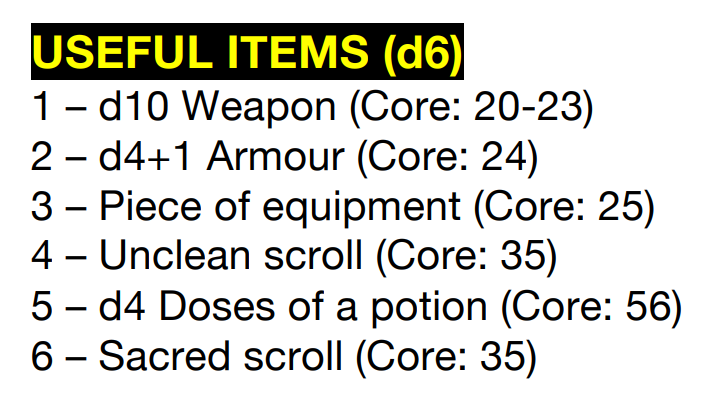 USEFUL ITEMS (d6)
1 – d10 Weapon (Core: 20-23)
2 – d4+1 Armour (Core: 24)
3 – Piece of equipment (Core: 25)
4 – Unclean scroll (Core: 35)
5 – d4 Doses of a potion (Core: 56)
6 – Sacred scroll (Core: 35)